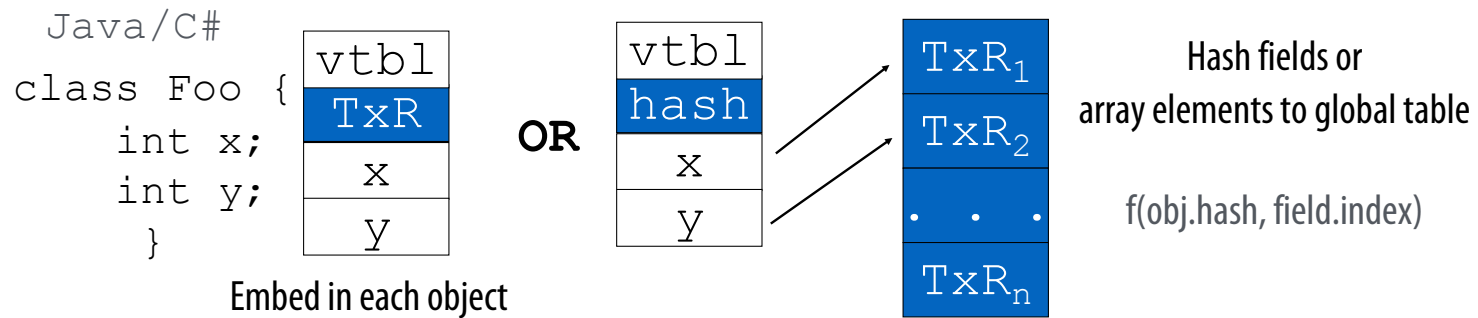 Java/C#
class Foo {
int x;
int y;
}
vtbl
TxR
x
y
Embed in each object
OR
vtbl
hash
x
y
TxR1
TxR2
. . .
TxRn
Hash fields or
array elements to global table
f(obj.hash, field.index)